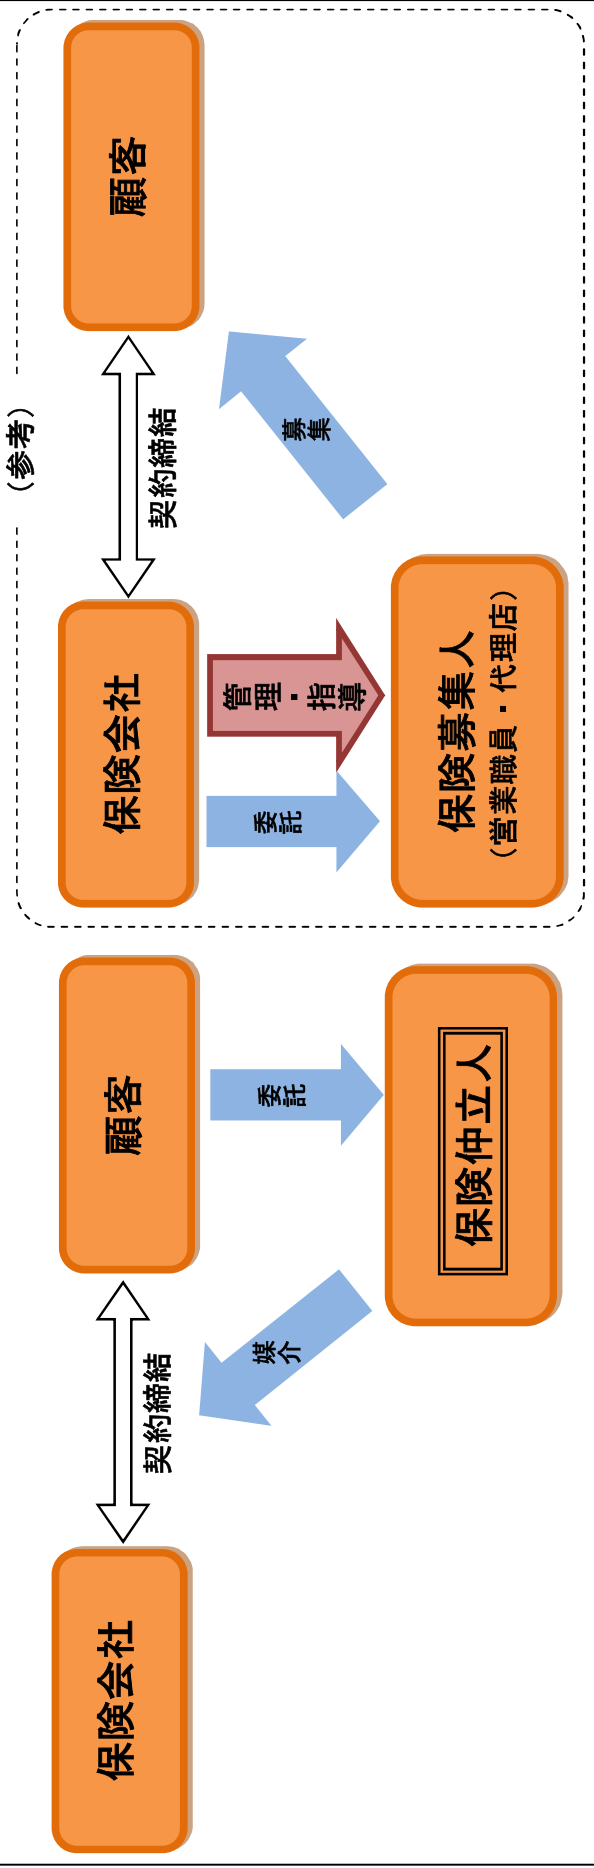 保険会社
契約締結
顧客
媒介
委託
保険仲立人
（参考）
保険会社
契約締結
顧客
委託
管理・指導
募集
保険募集人
（営業職員・代理店）